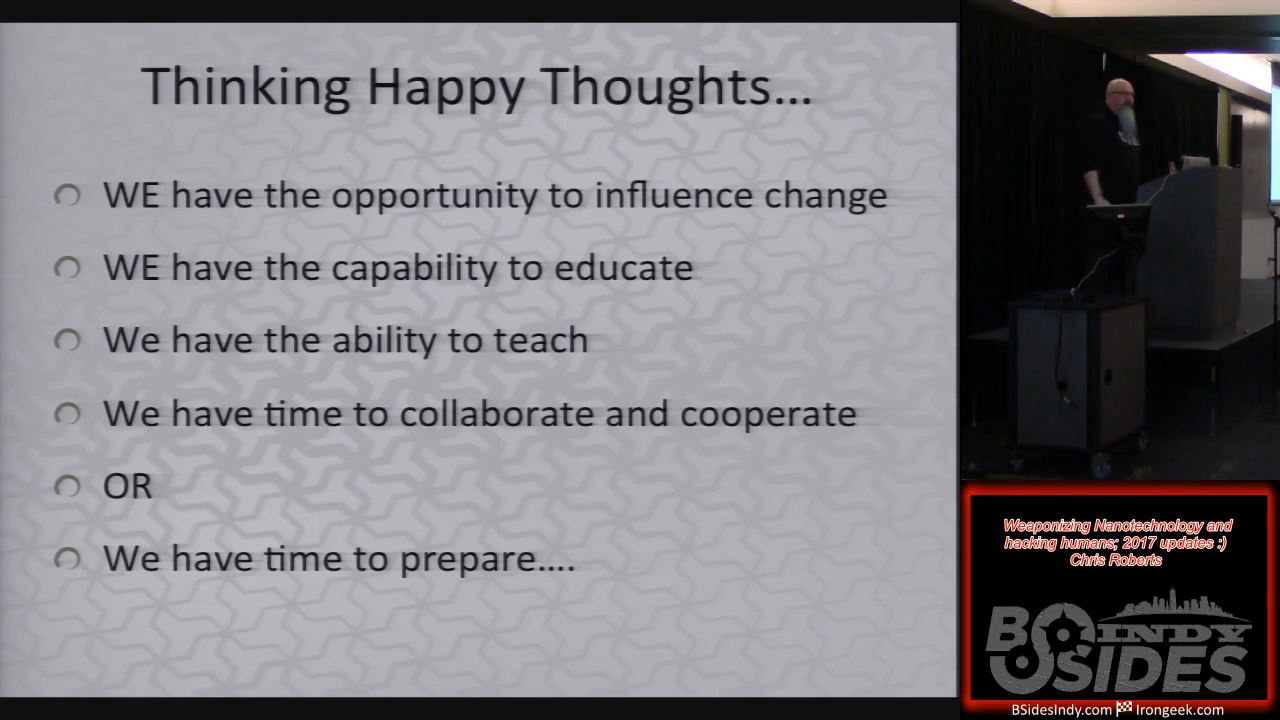 Thinking Happy Thoughts...
WE have the opportunity to influence change
WE have the capability to educate
We have the ability to teach
We have time to collaborate and cooperate
OR
We have time to prepare....
Weaponizing Nanotechnology and
hacking humans; 2017 updates :)
Chris Roberts
BSIDES
INDY
BSidesIndy.com Irongeek.com